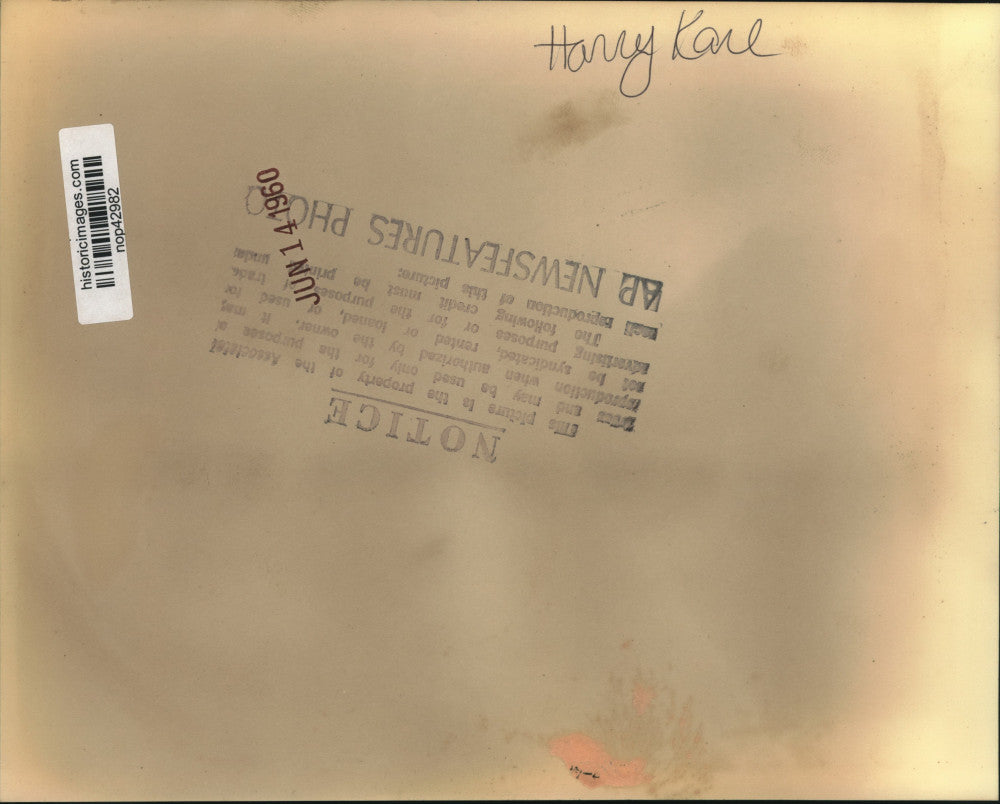 Harry Karl
historicimages.com
nop42982
JUN 14 1960
NOTICE
This picture is the property of the Associated
and may be used only for the purposes of
reproduction when authorized by the owner. It may
not be syndicated, rented or loaned, or used for
advertising purposes or for the purposes of trade.
The following credit must be printed under
each reproduction of this picture:
AP NEWSFEATURES PHOTO